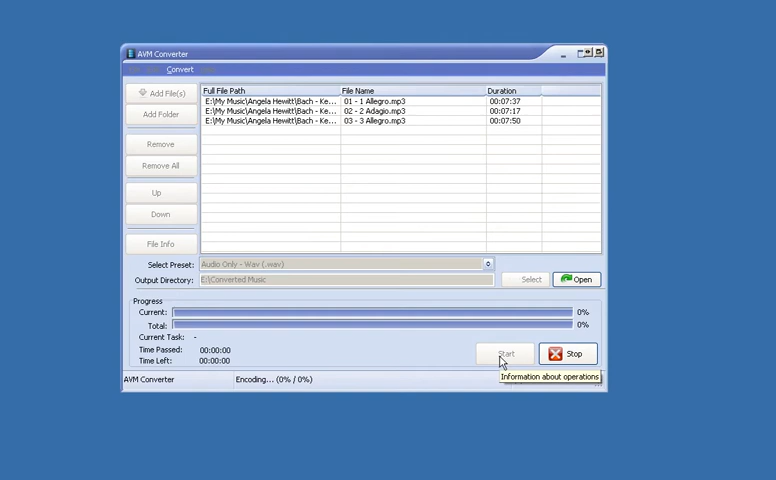 AVM Converter
Convert
Add File(s)
Add Folder
Remove
Remove All
Up
Down
File Info
Full File Path File Name Duration
E:\My Music\Angela Hewitt\Bach - Ke... 01 - 1 Allegro.mp3 00:07:37
E:\My Music\Angela Hewitt\Bach - Ke... 02 - 2 Adagio.mp3 00:07:17
E:\My Music\Angela Hewitt\Bach - Ke... 03 - 3 Allegro.mp3 00:07:50
Select Preset: Audio Only - Wav (.wav)
Output Directory: E:\Converted Music Select Open
Progress
Current: 0%
Total: 0%
Current Task: -
Time Passed: 00:00:00
Time Left: 00:00:00
Start Stop
Information about operations
AVM Converter Encoding... (0% / 0%)